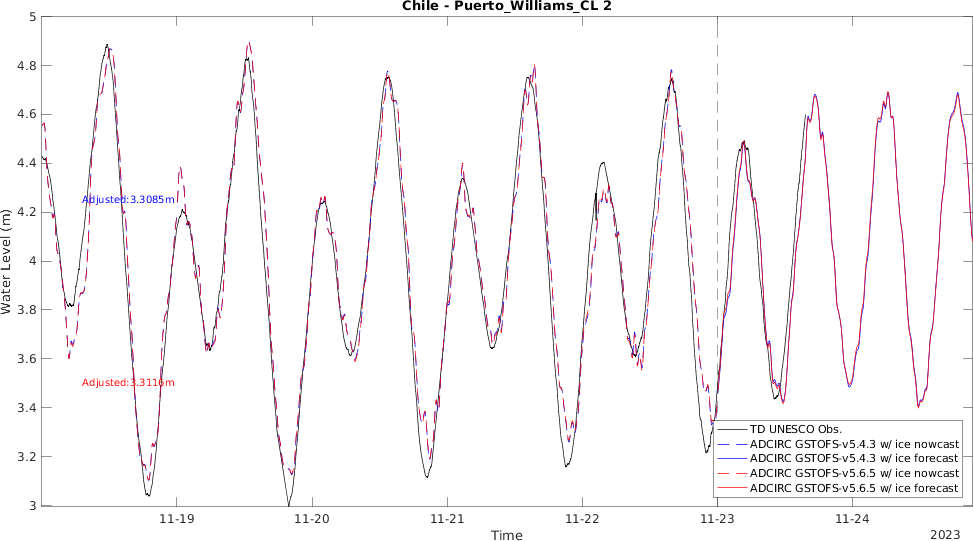 Chile - Puerto_Williams_CL 2
5
4.8
4.6
4.4
4.2
4
3.8
3.6
3.4
3.2
3
Water Level (m)
Adjusted:3.3085m
Adjusted:3.3116m
TD UNESCO Obs.
ADCIRC GSTOFS-v5.4.3 w/ ice nowcast
ADCIRC GSTOFS-v5.4.3 w/ ice forecast
ADCIRC GSTOFS-v5.6.5 w/ ice nowcast
ADCIRC GSTOFS-v5.6.5 w/ ice forecast
11-19
11-20
11-21
11-22
11-23
11-24
Time
2023